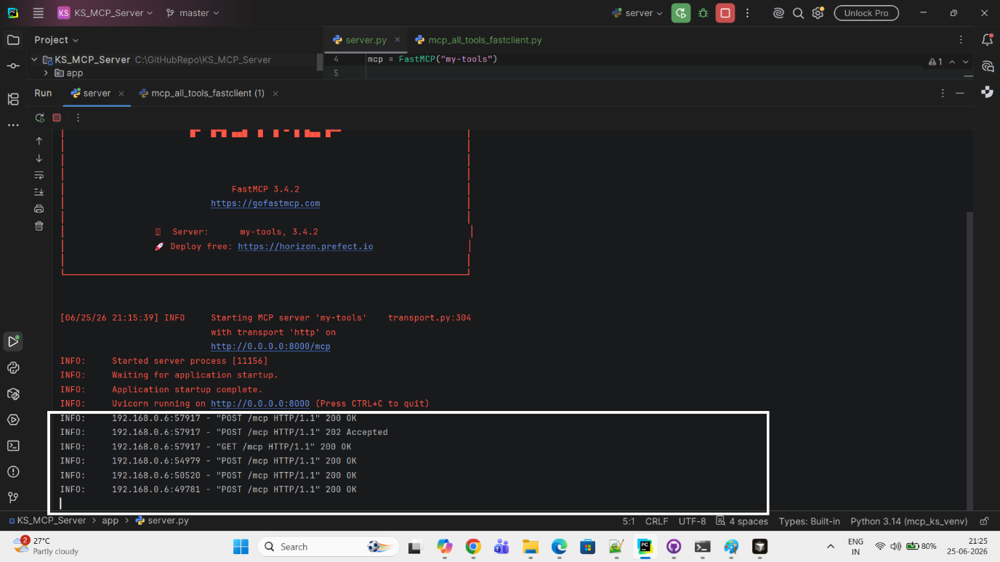 KS KS_MCP_Server master server Unlock Pro
Project
server.py mcp_all_tools_fastclient.py
KS_MCP_Server C:\GitHubRepo\KS_MCP_Server
app
4 mcp = FastMCP("my-tools")
5
1
Run server mcp_all_tools_fastclient (1)
FastMCP 3.4.2
https://gofastmcp.com
Server: my-tools, 3.4.2
🚀 Deploy free: https://horizon.prefect.io
[06/25/26 21:15:39] INFO Starting MCP server 'my-tools' transport.py:304
with transport 'http' on
http://0.0.0.0:8000/mcp
INFO: Started server process [11156]
INFO: Waiting for application startup.
INFO: Application startup complete.
INFO: Uvicorn running on http://0.0.0.0:8000 (Press CTRL+C to quit)
INFO: 192.168.0.6:57917 - "POST /mcp HTTP/1.1" 200 OK
INFO: 192.168.0.6:57917 - "POST /mcp HTTP/1.1" 202 Accepted
INFO: 192.168.0.6:57917 - "GET /mcp HTTP/1.1" 200 OK
INFO: 192.168.0.6:54979 - "POST /mcp HTTP/1.1" 200 OK
INFO: 192.168.0.6:50520 - "POST /mcp HTTP/1.1" 200 OK
INFO: 192.168.0.6:49781 - "POST /mcp HTTP/1.1" 200 OK
KS_MCP_Server > app > server.py 5:1 CRLF UTF-8 4 spaces Types: Built-in Python 3.14 (mcp_ks_venv)
2 27°C
Partly cloudy
Search
ENG
IN
80%
21:25
25-06-2026